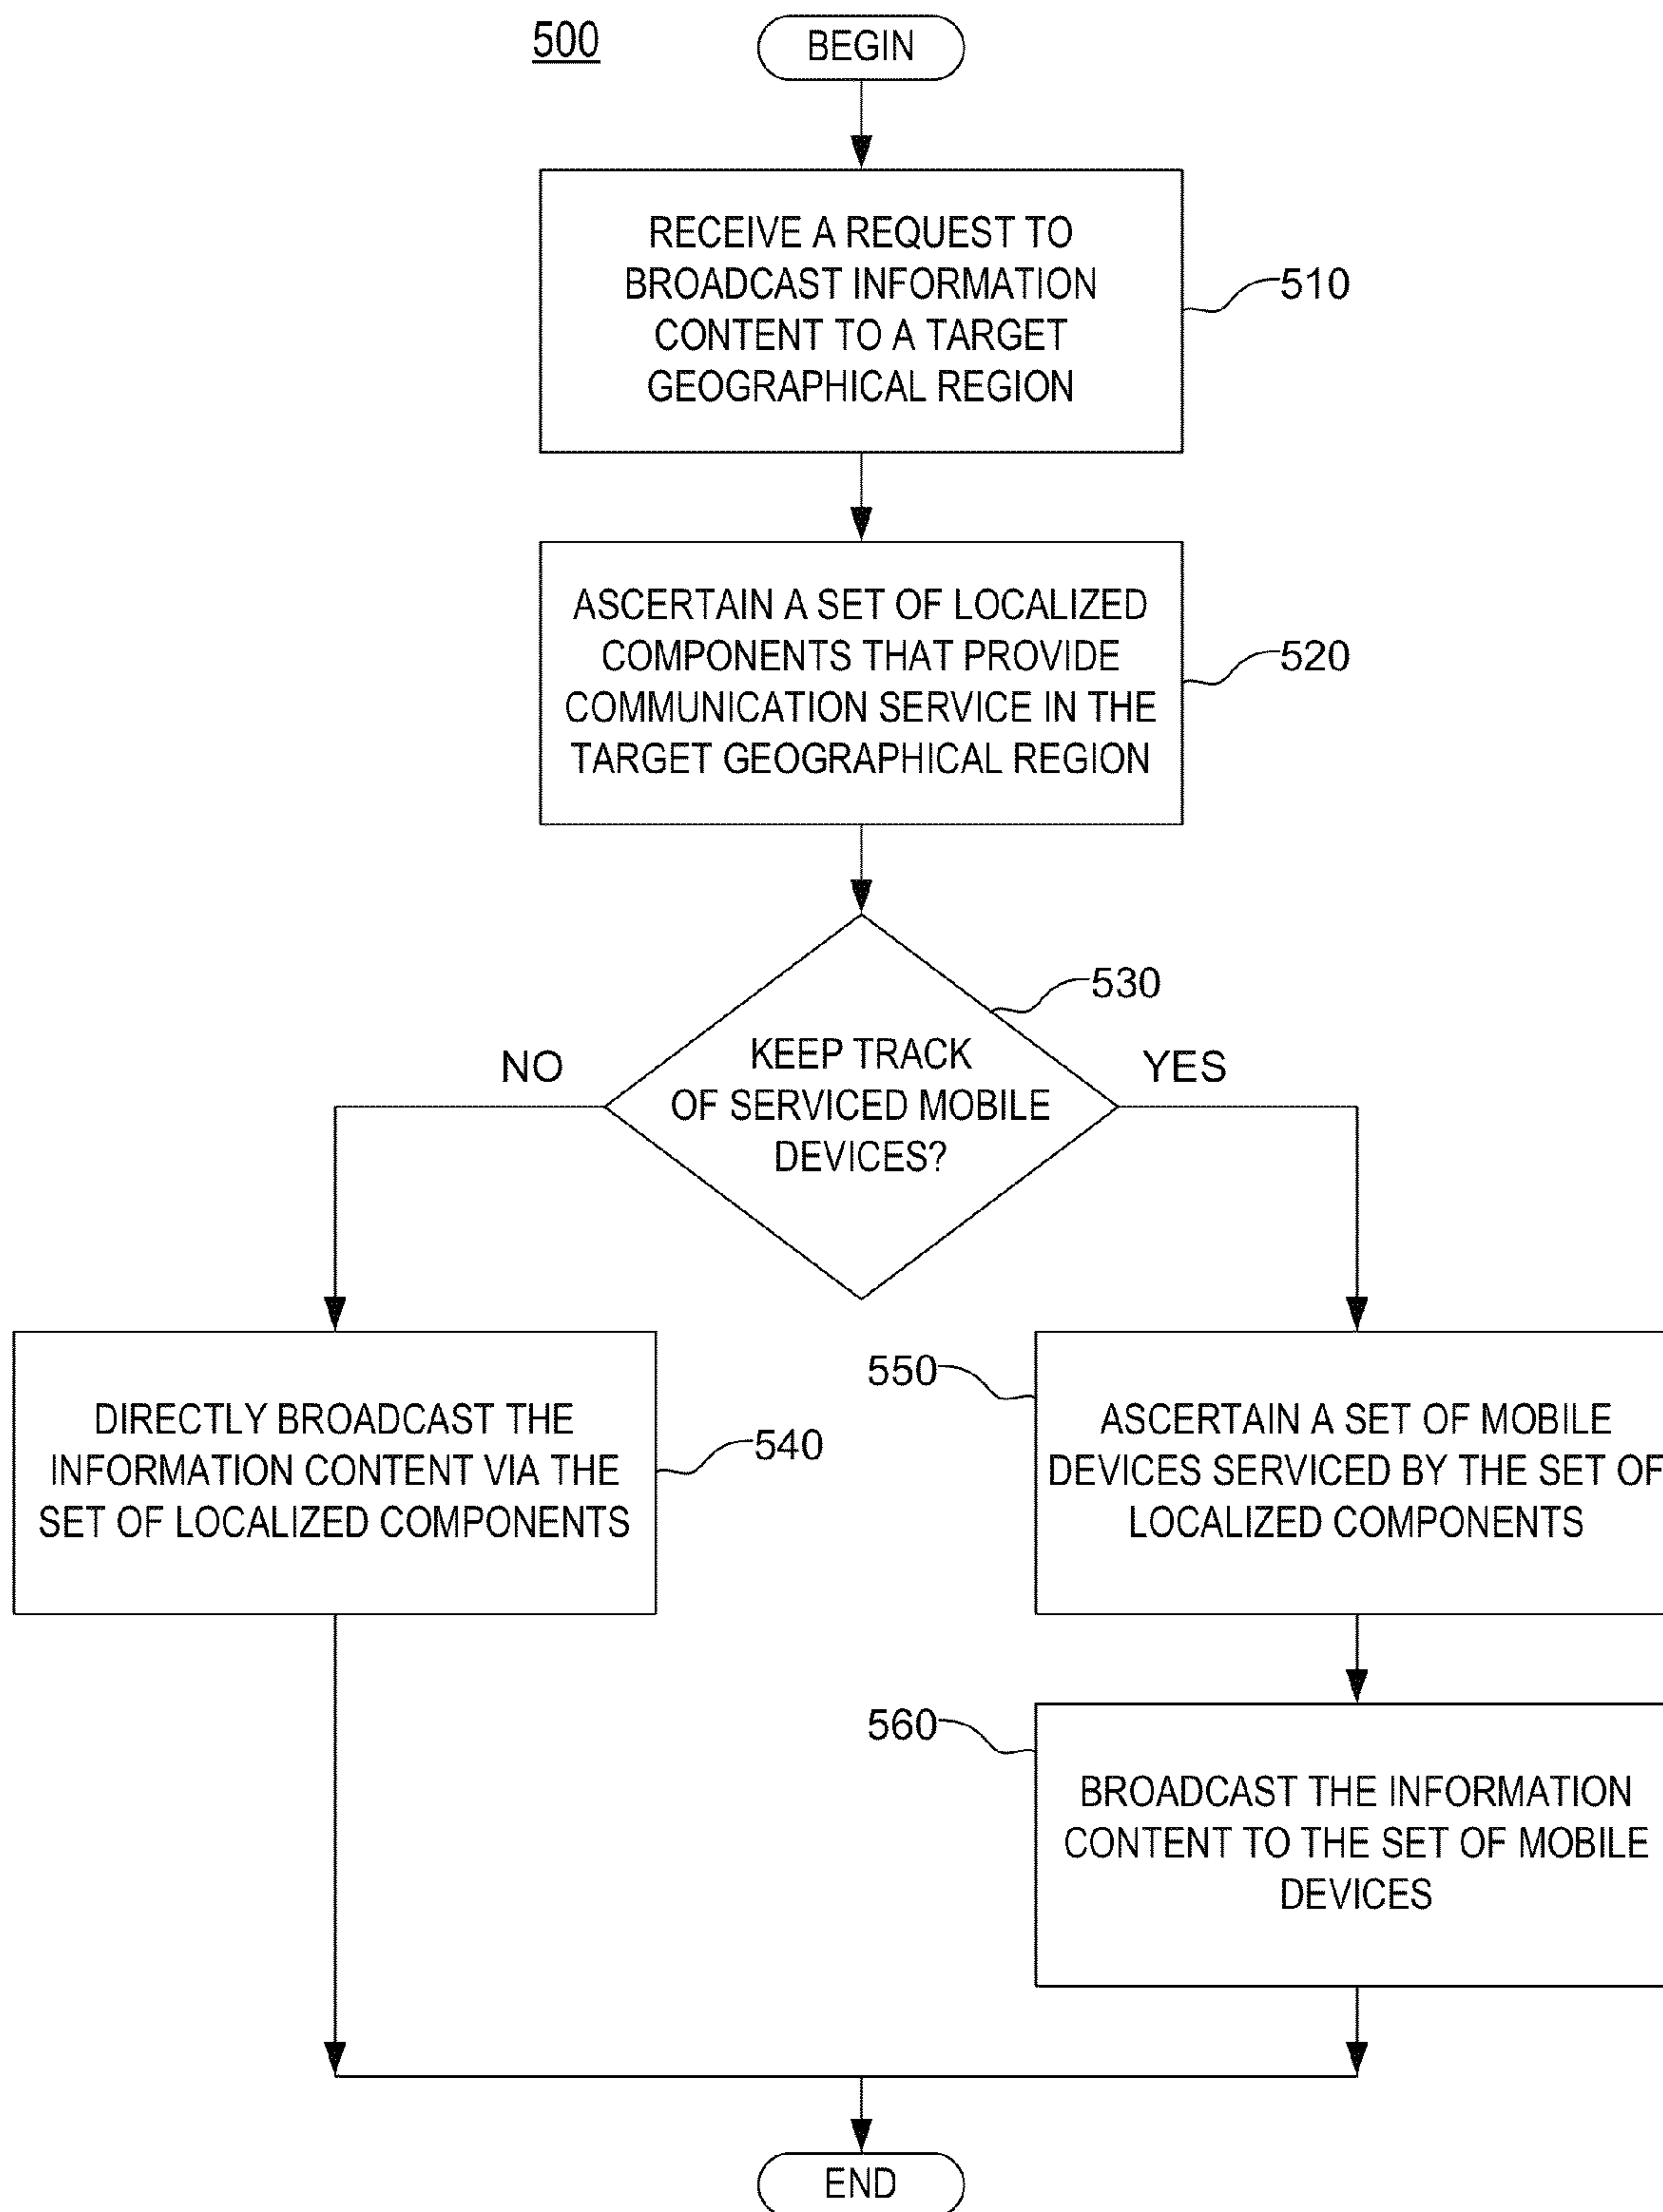 500
BEGIN
RECEIVE A REQUEST TO
BROADCAST INFORMATION
CONTENT TO A TARGET
GEOGRAPHICAL REGION
510
ASCERTAIN A SET OF LOCALIZED
COMPONENTS THAT PROVIDE
COMMUNICATION SERVICE IN THE
TARGET GEOGRAPHICAL REGION
520
530
KEEP TRACK
OF SERVICED MOBILE
DEVICES?
NO
YES
DIRECTLY BROADCAST THE
INFORMATION CONTENT VIA THE
SET OF LOCALIZED COMPONENTS
540
550
ASCERTAIN A SET OF MOBILE
DEVICES SERVICED BY THE SET OF
LOCALIZED COMPONENTS
560
BROADCAST THE INFORMATION
CONTENT TO THE SET OF MOBILE
DEVICES
END